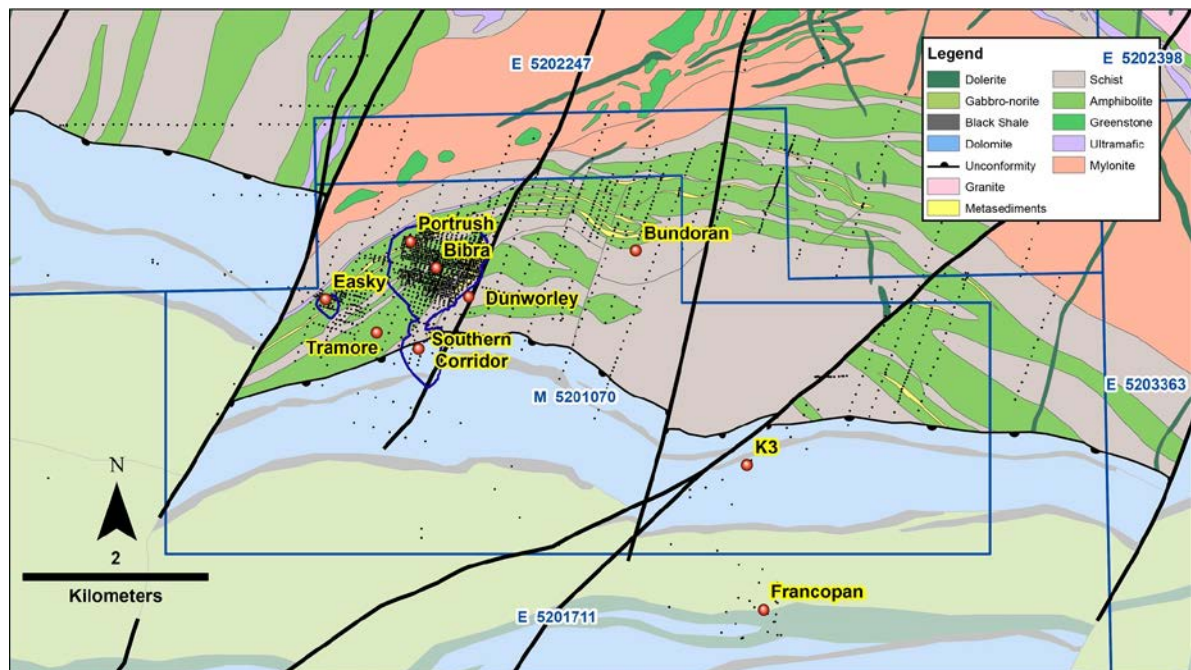 E 5202247
Legend
Dolerite
Gabbro-norite
Black Shale
Dolomite
Unconformity
Granite
Metasediments
Schist
Amphibolite
Greenstone
Ultramafic
Mylonite
E 5202398
Portrush
Bibra
Bundoran
Easky
Dunworley
Tramore
Southern
Corridor
M 5201070
E 5203363
K3
N
2
Kilometers
Francopan
E 5201711